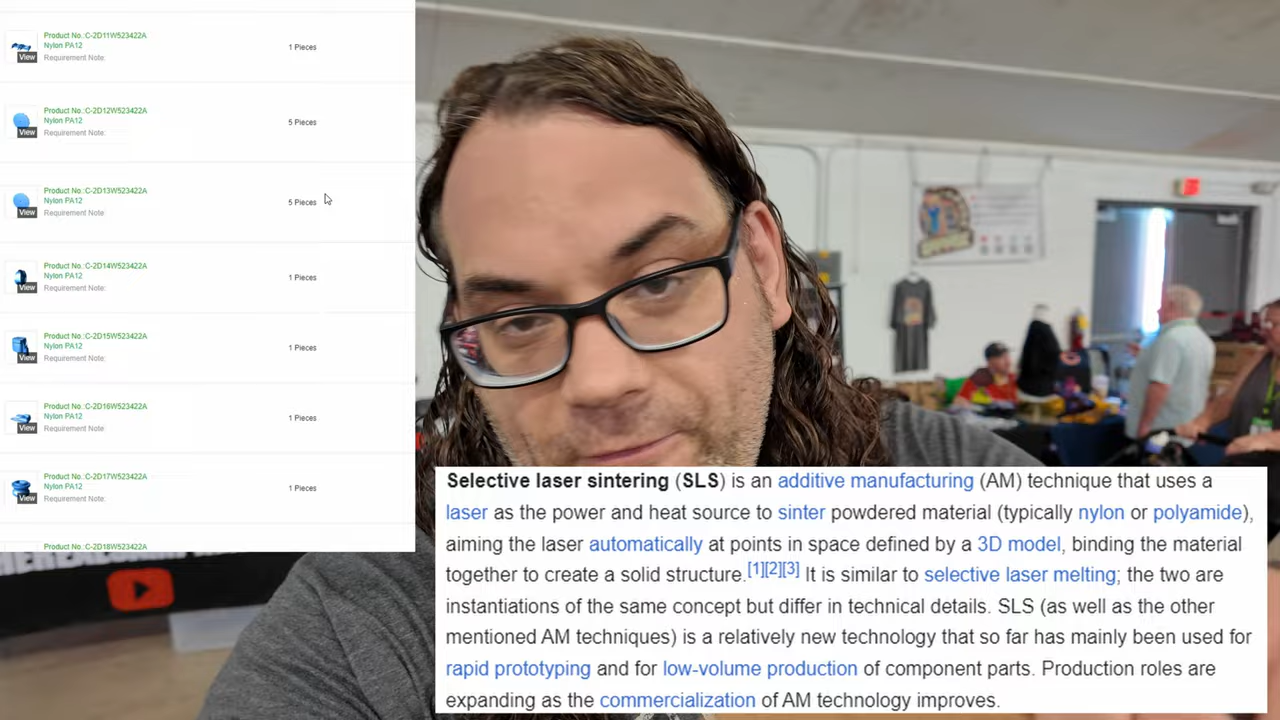 Product No.:C-2D11W523422A
Nylon PA12
1 Pieces
View
Requirement Note:
Product No.:C-2D12W523422A
Nylon PA12
5 Pieces
View
Requirement Note:
Product No.:C-2D13W523422A
Nylon PA12
5 Pieces
View
Requirement Note:
Product No.:C-2D14W523422A
Nylon PA12
1 Pieces
View
Requirement Note:
Product No.:C-2D15W523422A
Nylon PA12
1 Pieces
View
Requirement Note:
Product No.:C-2D16W523422A
Nylon PA12
1 Pieces
View
Requirement Note:
Product No.:C-2D17W523422A
Nylon PA12
1 Pieces
View
Requirement Note:
Product No.:C-2D18W523422A
Selective laser sintering (SLS) is an additive manufacturing (AM) technique that uses a
laser as the power and heat source to sinter powdered material (typically nylon or polyamide),
aiming the laser automatically at points in space defined by a 3D model, binding the material
together to create a solid structure.[1][2][3] It is similar to selective laser melting; the two are
instantiations of the same concept but differ in technical details. SLS (as well as the other
mentioned AM techniques) is a relatively new technology that so far has mainly been used for
rapid prototyping and for low-volume production of component parts. Production roles are
expanding as the commercialization of AM technology improves.